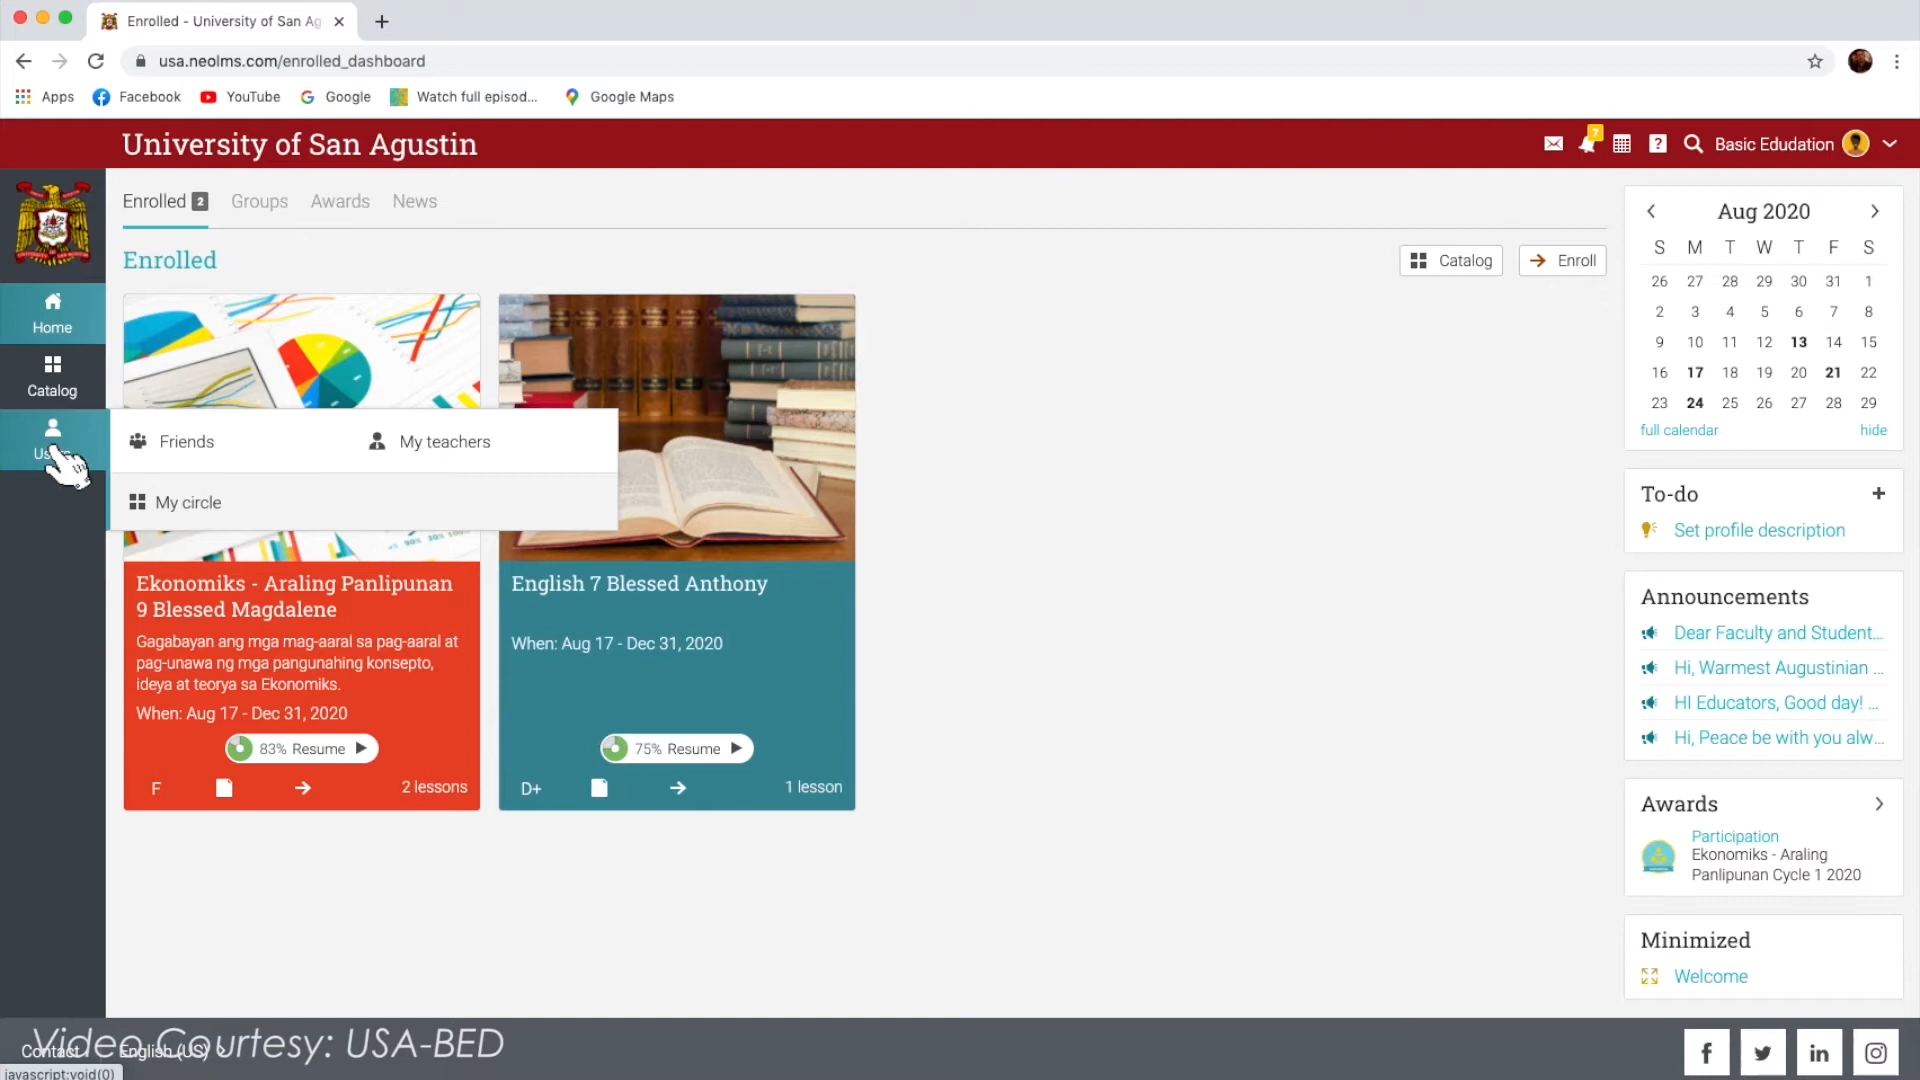 Enrolled - University of San Ag
usa.neolms.com/enrolled_dashboard
Apps Facebook YouTube Google Watch full episod... Google Maps
University of San Agustin
7
? Basic Edudation
Enrolled 2 Groups Awards News
Enrolled
Catalog Enroll
Home
Catalog
Friends My teachers
My circle
Ekonomiks - Araling Panlipunan
9 Blessed Magdalene
Gagabayan ang mga mag-aaral sa pag-aaral at
pag-unawa ng mga pangunahing konsepto,
ideya at teorya sa Ekonomiks.
When: Aug 17 - Dec 31, 2020
83% Resume
F 2 lessons
English 7 Blessed Anthony
When: Aug 17 - Dec 31, 2020
75% Resume
D+ 1 lesson
Aug 2020
S M T W T F S
26 27 28 29 30 31 1
2 3 4 5 6 7 8
9 10 11 12 13 14 15
16 17 18 19 20 21 22
23 24 25 26 27 28 29
full calendar hide
To-do
Set profile description
Announcements
Dear Faculty and Student...
Hi, Warmest Augustinian ...
HI Educators, Good day! ...
Hi, Peace be with you alw...
Awards
Participation
Ekonomiks - Araling
Panlipunan Cycle 1 2020
Minimized
Welcome
Video Courtesy: USA-BED
Contact English (US)
javascript:void(0)